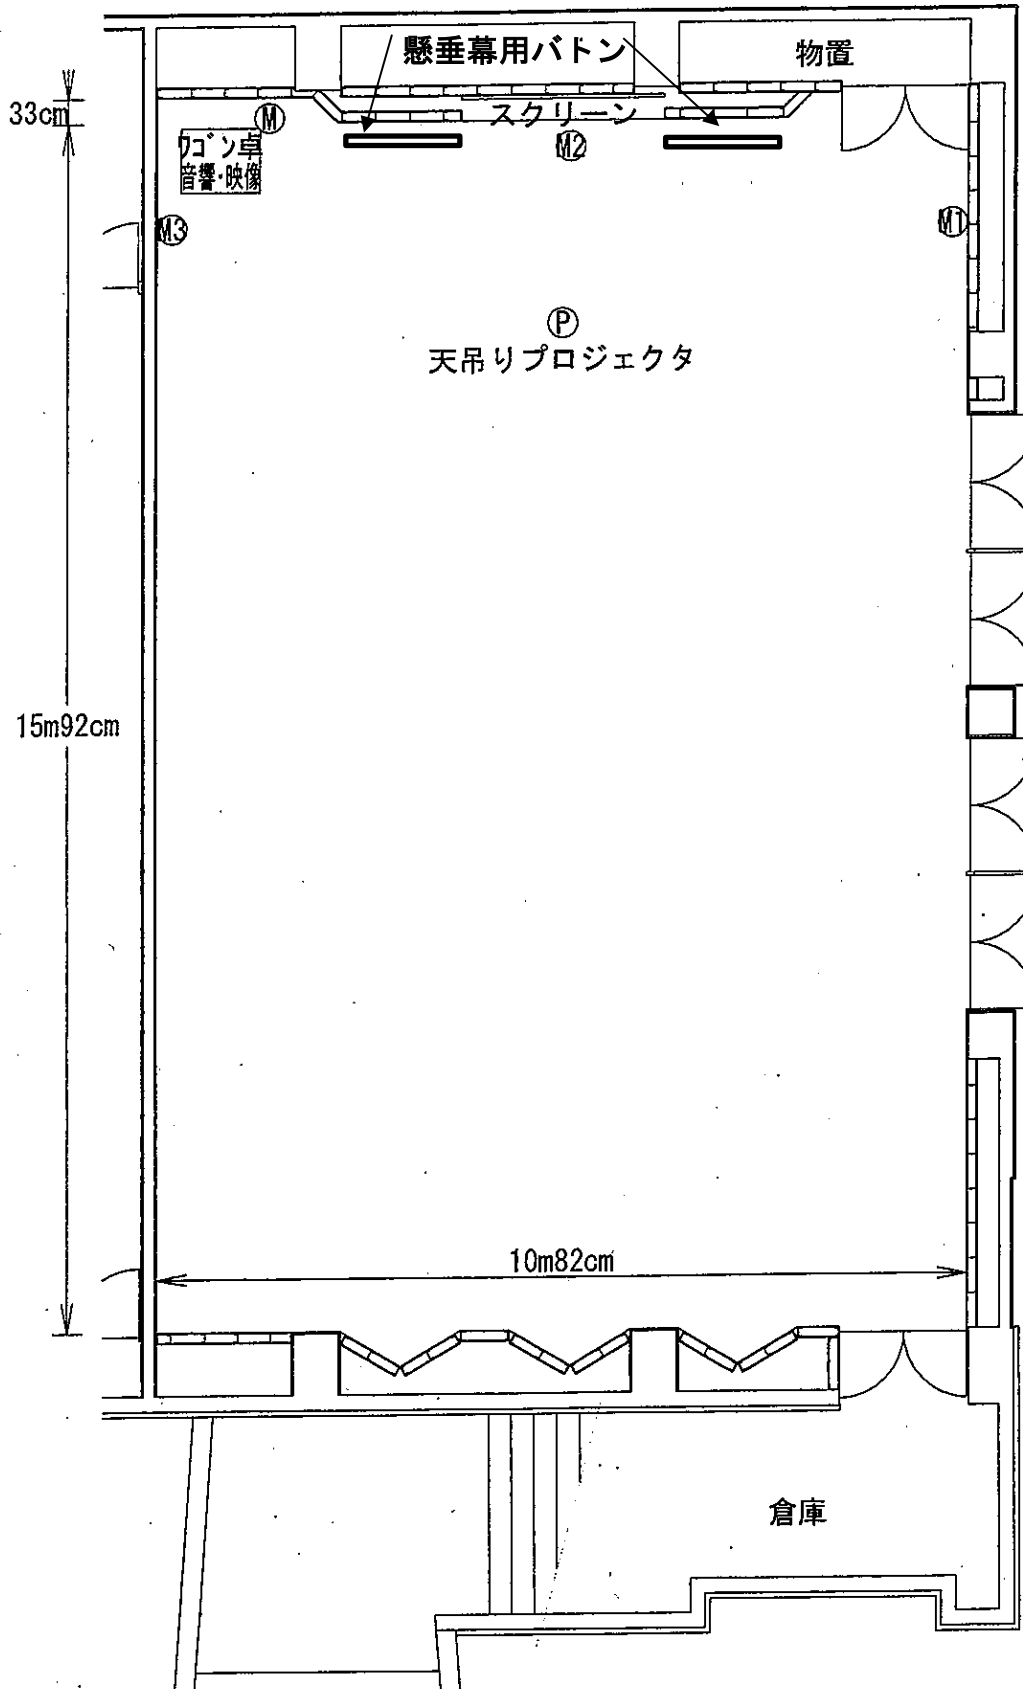 懸垂幕用バトン
物置
33cm
スクリーン
M
M2
ワゴン卓
音響・映像
M3
M1
P
天吊りプロジェクタ
15m92cm
10m82cm
倉庫